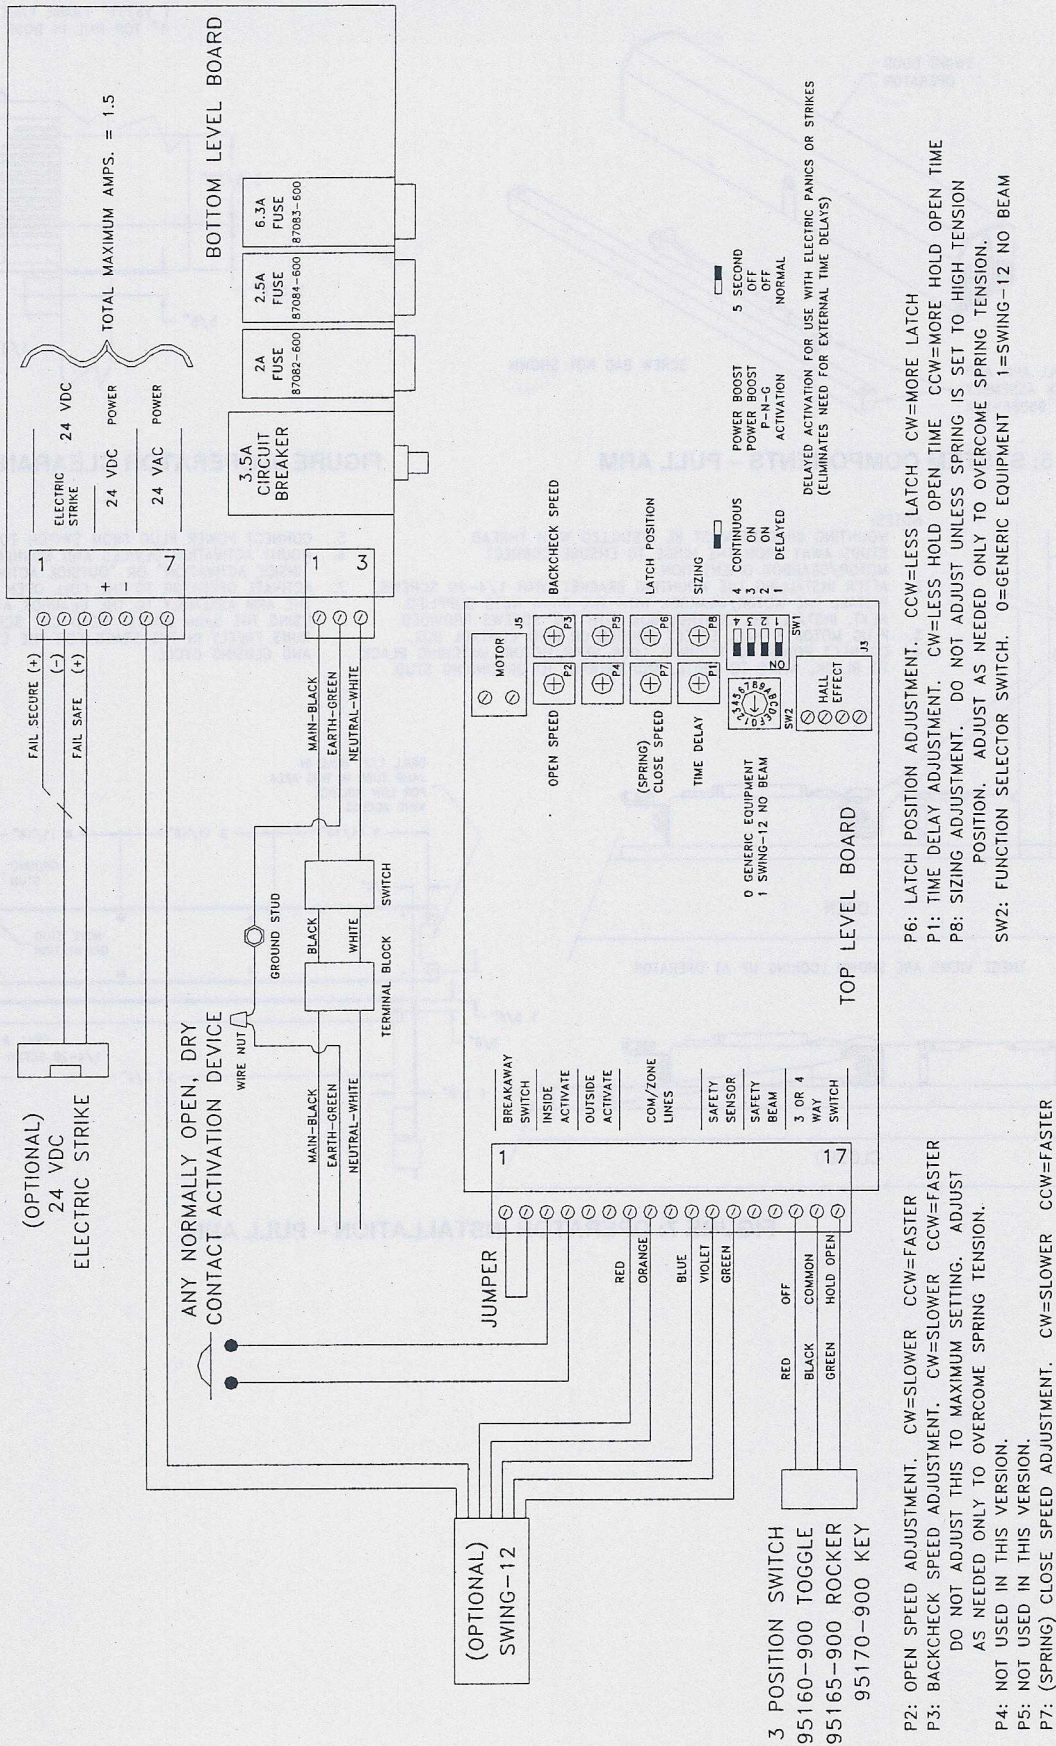 (OPTIONAL)
24 VDC
ELECTRIC STRIKE
FAIL SECURE (+)
(-)
FAIL SAFE (+)
1
+
-
7
ELECTRIC
STRIKE
24 VDC
24 VDC POWER
24 VAC POWER
TOTAL MAXIMUM AMPS. = 1.5
BOTTOM LEVEL BOARD
3.5A
CIRCUIT
BREAKER
2A
FUSE
87082-600
2.5A
FUSE
87084-600
6.3A
FUSE
87083-600
1
3
MAIN-BLACK
EARTH-GREEN
NEUTRAL-WHITE
ANY NORMALLY OPEN, DRY
CONTACT ACTIVATION DEVICE
WIRE NUT
GROUND STUD
MAIN-BLACK
EARTH-GREEN
NEUTRAL-WHITE
TERMINAL BLOCK
BLACK
WHITE
SWITCH
(OPTIONAL)
SWING-12
JUMPER
RED
ORANGE
BLUE
VIOLET
GREEN
1
17
BREAKAWAY
SWITCH
INSIDE
ACTIVATE
OUTSIDE
ACTIVATE
COM/ZONE
LINES
SAFETY
SENSOR
SAFETY
BEAM
3 OR 4
WAY
SWITCH
TOP LEVEL BOARD
MOTOR
J5
OPEN SPEED
P2
P3
BACKCHECK SPEED
P4
P5
(SPRING)
CLOSE SPEED
P7
P6
LATCH POSITION
TIME DELAY
P1
P8
SIZING
0 GENERIC EQUIPMENT
1 SWING-12 NO BEAM
0123456789ABCDEF
SW2
NO
1 2 3 4
SW1
HALL
EFFECT
J3
4 CONTINUOUS POWER BOOST 5 SECOND
3 ON POWER BOOST OFF
2 ON P-N-G OFF
1 DELAYED ACTIVATION NORMAL
DELAYED ACTIVATION FOR USE WITH ELECTRIC PANICS OR STRIKES
(ELIMINATES NEED FOR EXTERNAL TIME DELAYS)
3 POSITION SWITCH
95160-900 TOGGLE
95165-900 ROCKER
95170-900 KEY
RED OFF
BLACK COMMON
GREEN HOLD OPEN
P2: OPEN SPEED ADJUSTMENT. CW=SLOWER CCW=FASTER
P3: BACKCHECK SPEED ADJUSTMENT. CW=SLOWER CCW=FASTER
DO NOT ADJUST THIS TO MAXIMUM SETTING. ADJUST
AS NEEDED ONLY TO OVERCOME SPRING TENSION.
P4: NOT USED IN THIS VERSION.
P5: NOT USED IN THIS VERSION.
P7: (SPRING) CLOSE SPEED ADJUSTMENT. CW=SLOWER CCW=FASTER
P6: LATCH POSITION ADJUSTMENT. CCW=LESS LATCH CW=MORE LATCH
P1: TIME DELAY ADJUSTMENT. CW=LESS HOLD OPEN TIME CCW=MORE HOLD OPEN TIME
P8: SIZING ADJUSTMENT. DO NOT ADJUST UNLESS SPRING IS SET TO HIGH TENSION
POSITION. ADJUST AS NEEDED ONLY TO OVERCOME SPRING TENSION.
SW2: FUNCTION SELECTOR SWITCH. 0=GENERIC EQUIPMENT 1=SWING-12 NO BEAM